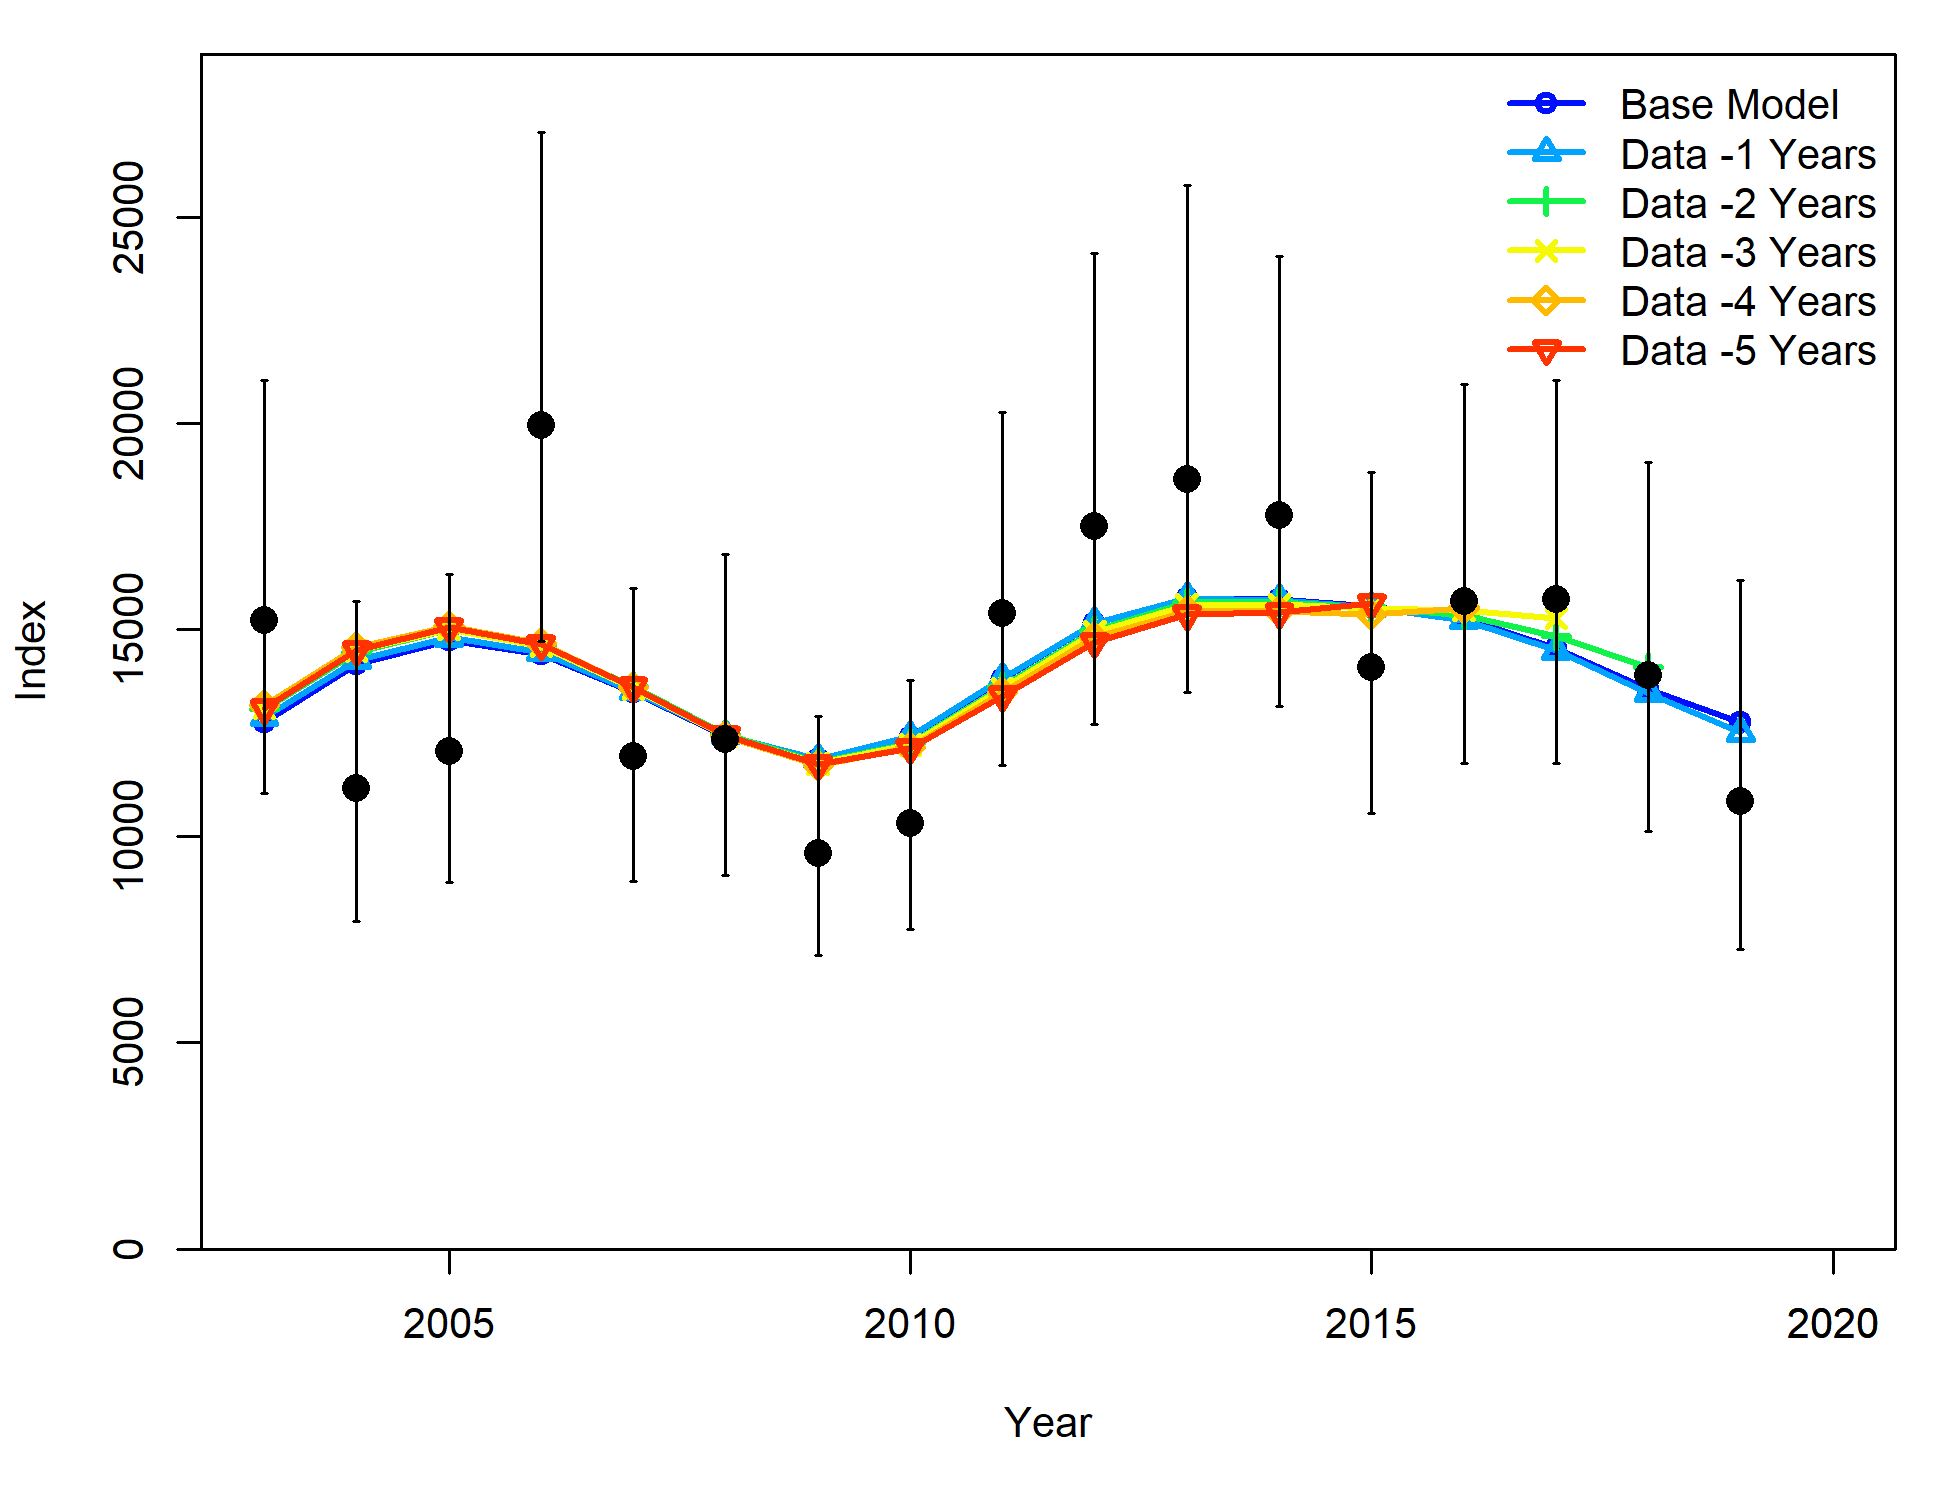 Base Model
Data -1 Years
Data -2 Years
Data -3 Years
Data -4 Years
Data -5 Years
25000
20000
15000
10000
5000
0
Index
2005 2010 2015 2020
Year